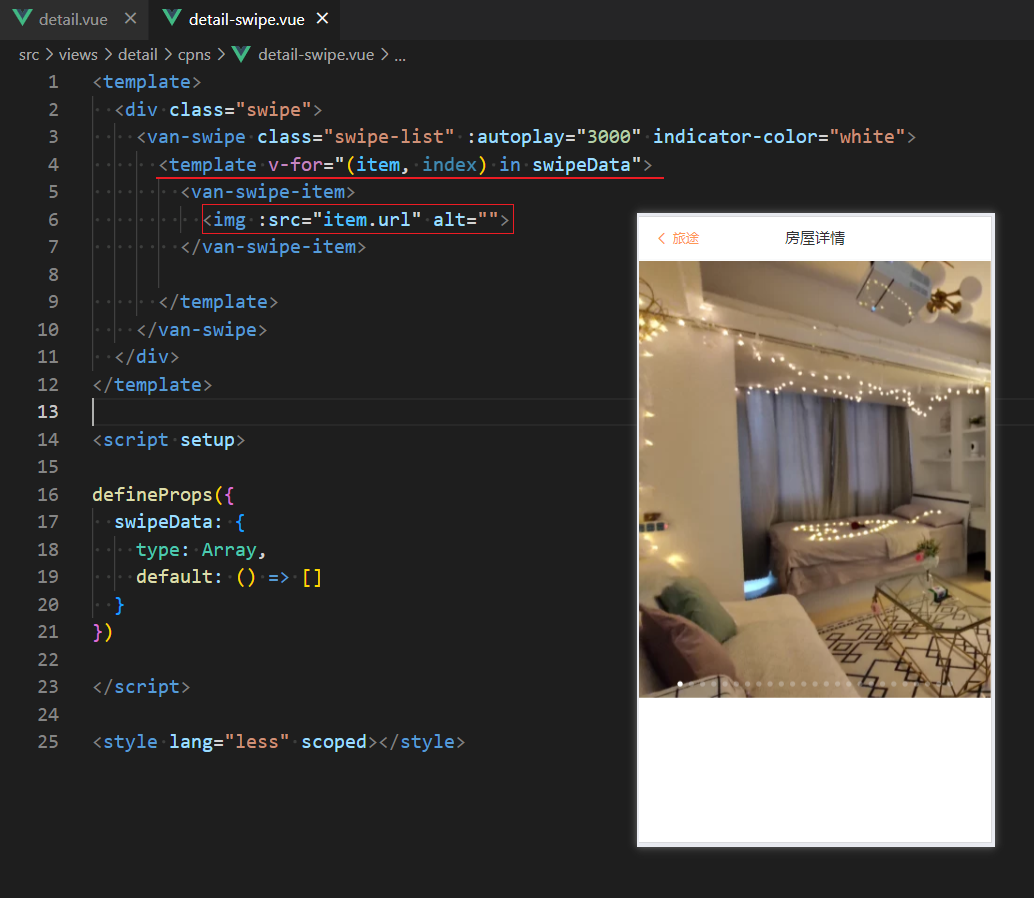 detail.vue × detail-swipe.vue ×
src > views > detail > cpns > detail-swipe.vue > ...
1 <template>
2 <div class="swipe">
3 <van-swipe class="swipe-list" :autoplay="3000" indicator-color="white">
4 <template v-for="(item, index) in swipeData">
5 <van-swipe-item>
6 <img :src="item.url" alt="">
7 </van-swipe-item>
8
9 </template>
10 </van-swipe>
11 </div>
12 </template>
13
14 <script setup>
15
16 defineProps({
17 swipeData: {
18 type: Array,
19 default: () => []
20 }
21 })
22
23 </script>
24
25 <style lang="less" scoped></style>
< 旅途 房屋详情